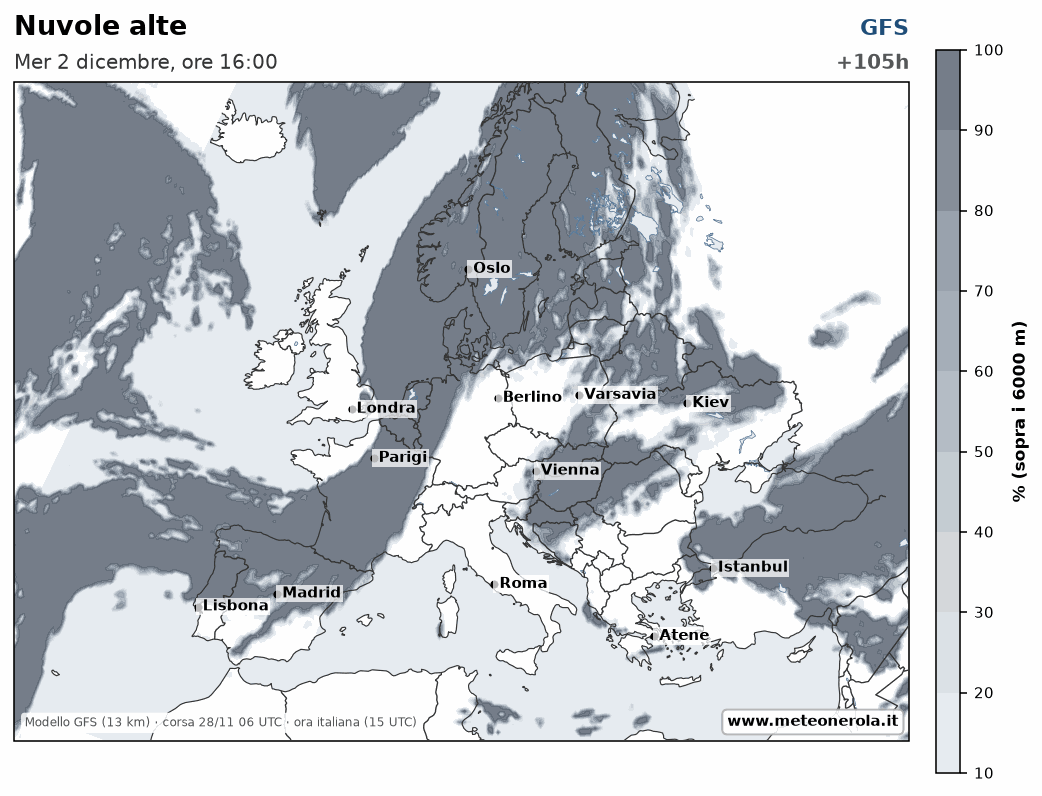 Nuvole alte
GFS
Mer 2 dicembre, ore 16:00
+105h
Oslo
Londra
Berlino
Varsavia
Kiev
Parigi
Vienna
Istanbul
Roma
Madrid
Lisbona
Atene
Modello GFS (13 km) · corsa 28/11 06 UTC · ora italiana (15 UTC)
www.meteonerola.it
100
90
80
70
60
50
40
30
20
10
% (sopra i 6000 m)